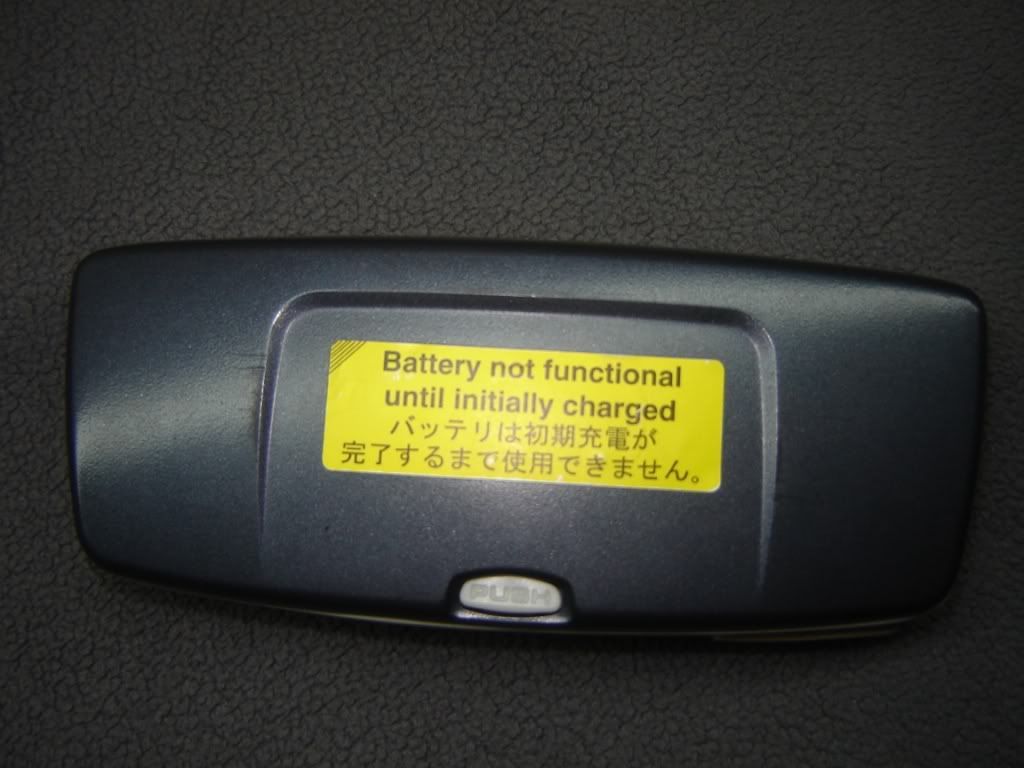 Battery not functional
until initially charged
バッテリは初期充電が
完了するまで使用できません。
PUSH